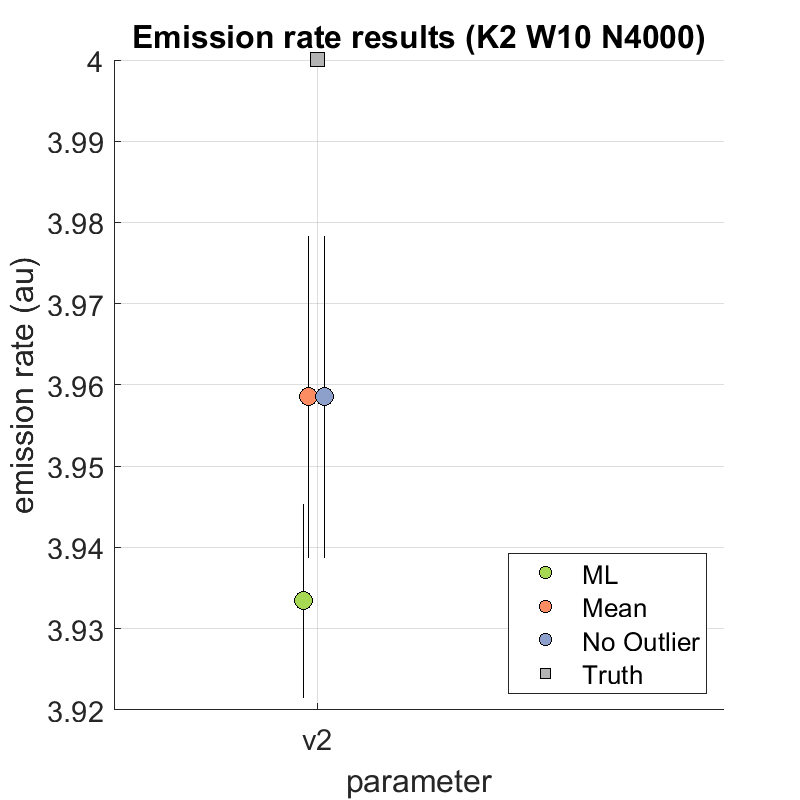 Emission rate results (K2 W10 N4000)
4
3.99
3.98
3.97
3.96
3.95
3.94
3.93
3.92
emission rate (au)
ML
Mean
No Outlier
Truth
v2
parameter